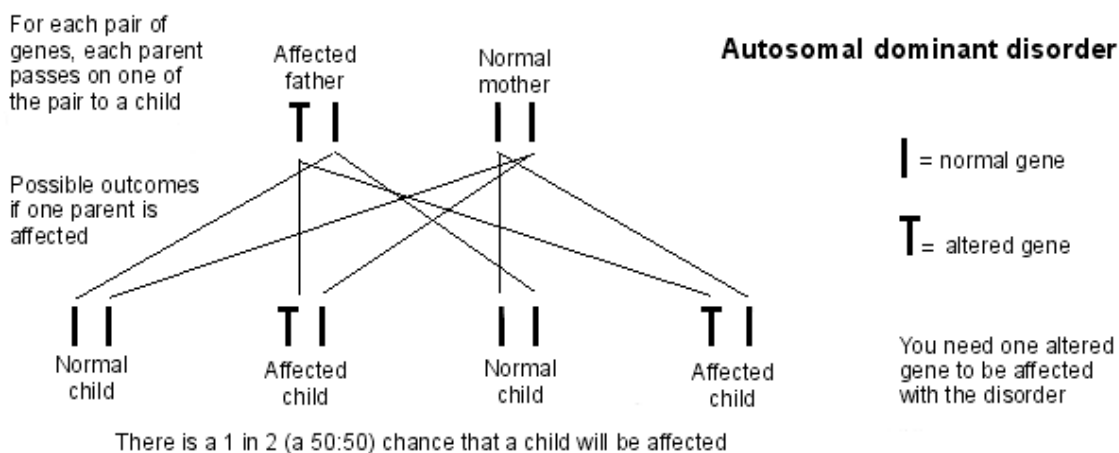 For each pair of
genes, each parent
passes on one of
the pair to a child
Affected
father
Normal
mother
Autosomal dominant disorder
= normal gene
Possible outcomes
if one parent is
affected
= altered gene
Normal
child
Affected
child
Normal
child
Affected
child
You need one altered
gene to be affected
with the disorder
There is a 1 in 2 (a 50:50) chance that a child will be affected